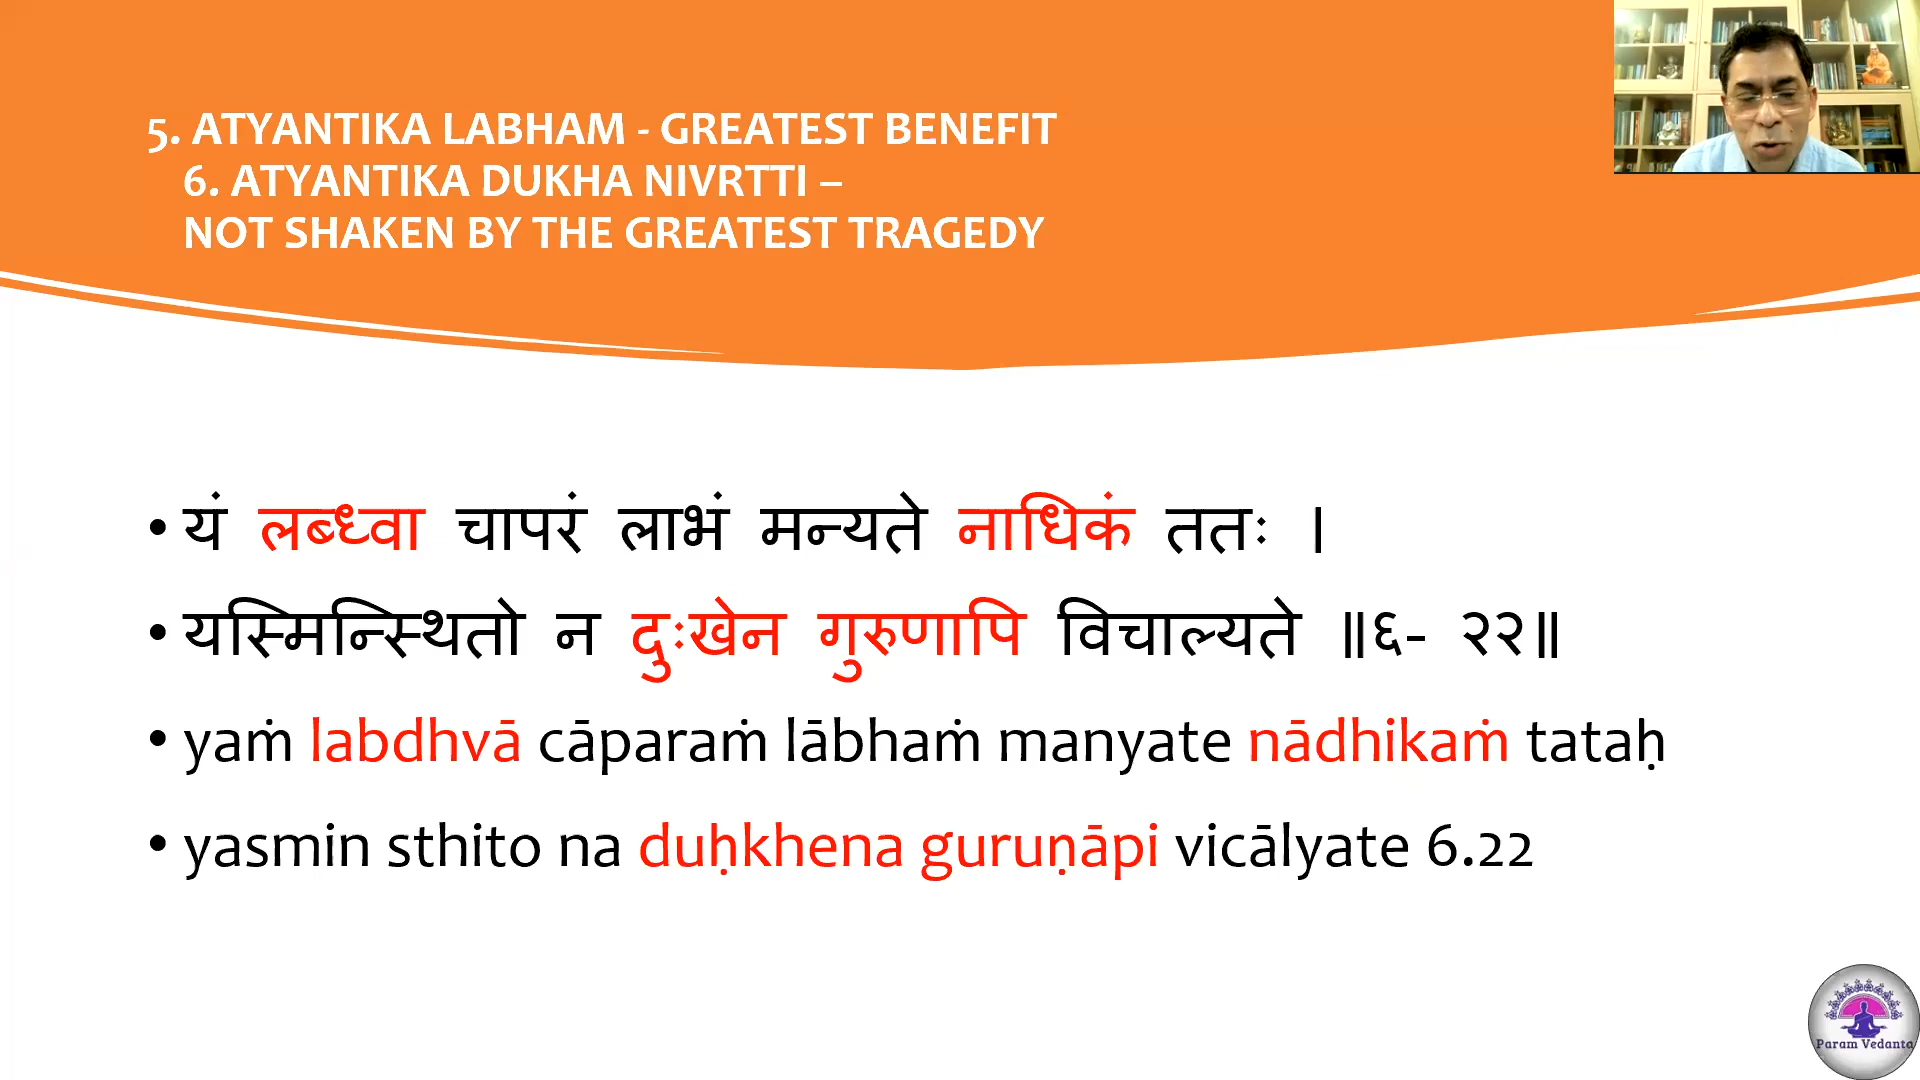 5. ATYANTIKA LABHAM - GREATEST BENEFIT
6. ATYANTIKA DUKHA NIVRTTI –
NOT SHAKEN BY THE GREATEST TRAGEDY
• यं लब्ध्वा चापरं लाभं मन्यते नाधिकं ततः ।
• यस्मिन्स्थितो न दुःखेन गुरुणापि विचाल्यते ॥६- २२॥
• yaṁ labdhvā cāparaṁ lābhaṁ manyate nādhikaṁ tataḥ
• yasmin sthito na duḥkhena guruṇāpi vicālyate 6.22
Param Vedanta